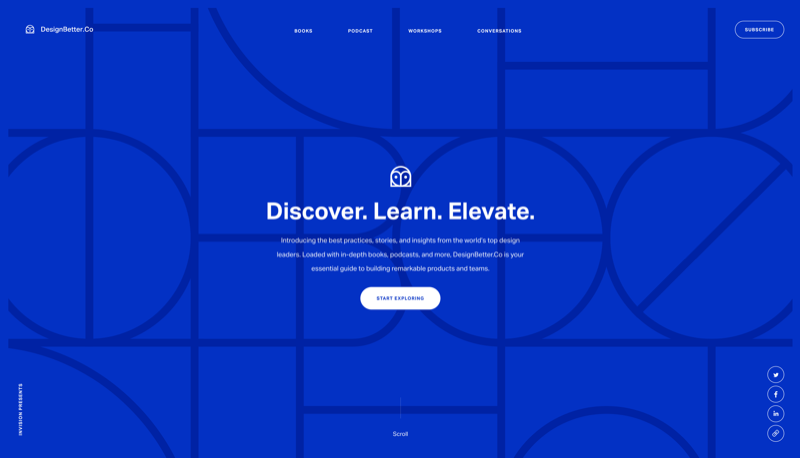 DesignBetter.Co
BOOKS
PODCAST
WORKSHOPS
CONVERSATIONS
SUBSCRIBE
Discover. Learn. Elevate.
Introducing the best practices, stories, and insights from the world's top design
leaders. Loaded with in-depth books, podcasts, and more, DesignBetter.Co is your
essential guide to building remarkable products and teams.
START EXPLORING
INVISION PRESENTS
Scroll